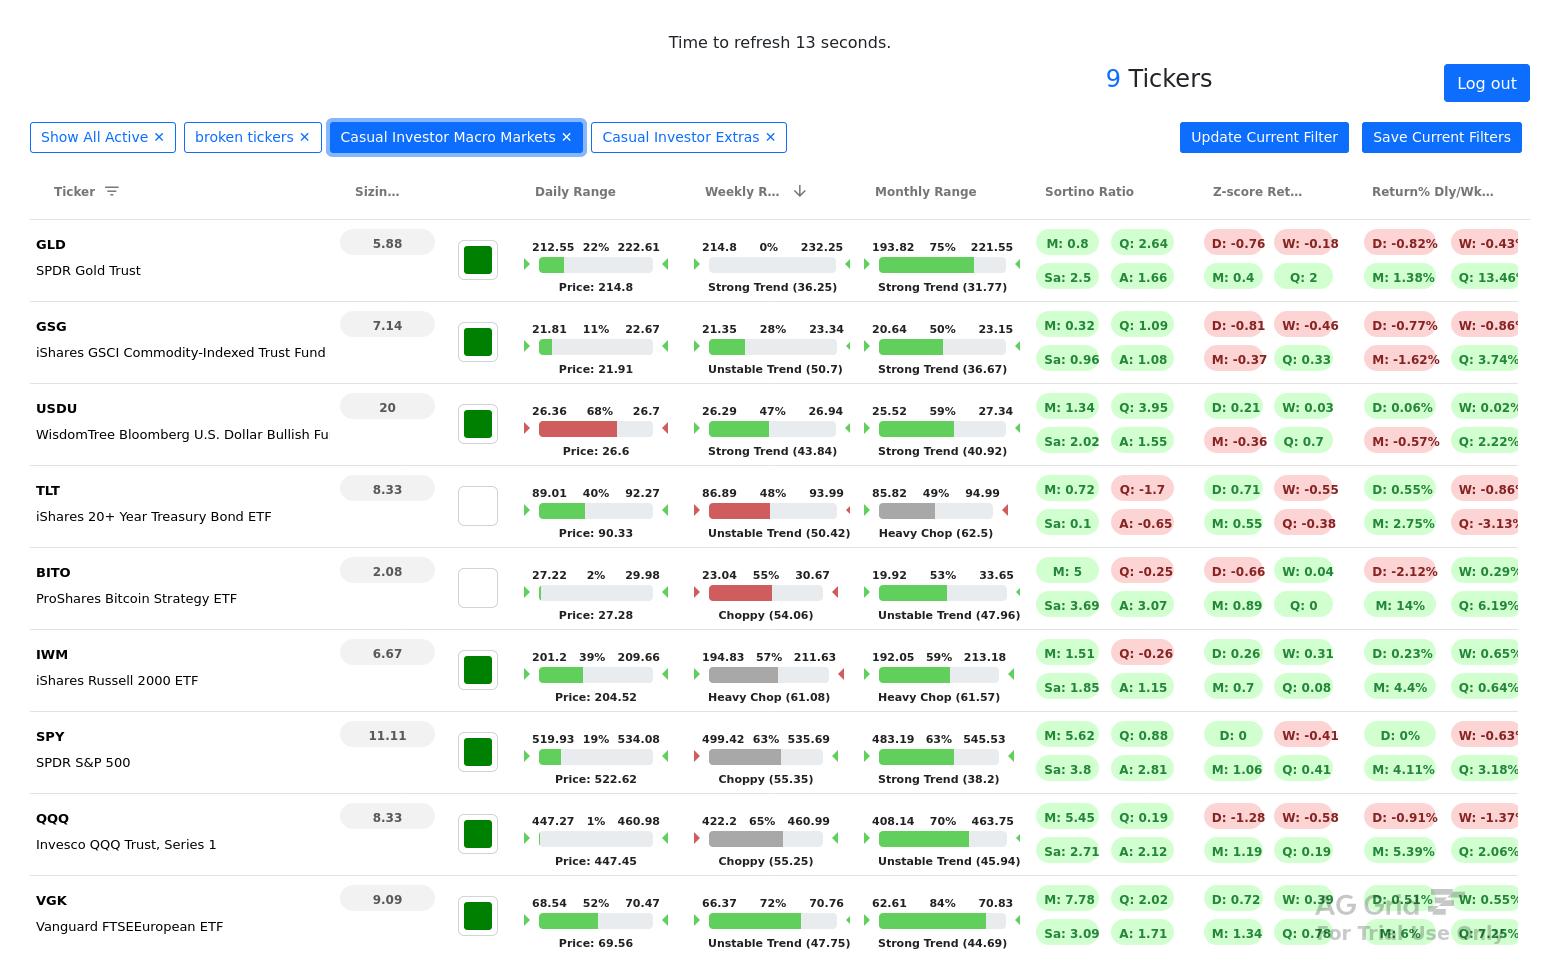 Time to refresh 13 seconds.
9 Tickers
Log out
Show All Active ✕ broken tickers ✕ Casual Investor Macro Markets ✕ Casual Investor Extras ✕ Update Current Filter Save Current Filters
Ticker Sizin... Daily Range Weekly R... Monthly Range Sortino Ratio Z-score Ret... Return% Dly/Wk...
GLD 5.88 212.55 22% 222.61 214.8 0% 232.25 193.82 75% 221.55 M: 0.8 Q: 2.64 D: -0.76 W: -0.18 D: -0.82% W: -0.43%
SPDR Gold Trust Price: 214.8 Strong Trend (36.25) Strong Trend (31.77) Sa: 2.5 A: 1.66 M: 0.4 Q: 2 M: 1.38% Q: 13.46%
GSG 7.14 21.81 11% 22.67 21.35 28% 23.34 20.64 50% 23.15 M: 0.32 Q: 1.09 D: -0.81 W: -0.46 D: -0.77% W: -0.86%
iShares GSCI Commodity-Indexed Trust Fund Price: 21.91 Unstable Trend (50.7) Strong Trend (36.67) Sa: 0.96 A: 1.08 M: -0.37 Q: 0.33 M: -1.62% Q: 3.74%
USDU 20 26.36 68% 26.7 26.29 47% 26.94 25.52 59% 27.34 M: 1.34 Q: 3.95 D: 0.21 W: 0.03 D: 0.06% W: 0.02%
WisdomTree Bloomberg U.S. Dollar Bullish Fu Price: 26.6 Strong Trend (43.84) Strong Trend (40.92) Sa: 2.02 A: 1.55 M: -0.36 Q: 0.7 M: -0.57% Q: 2.22%
TLT 8.33 89.01 40% 92.27 86.89 48% 93.99 85.82 49% 94.99 M: 0.72 Q: -1.7 D: 0.71 W: -0.55 D: 0.55% W: -0.86%
iShares 20+ Year Treasury Bond ETF Price: 90.33 Unstable Trend (50.42) Heavy Chop (62.5) Sa: 0.1 A: -0.65 M: 0.55 Q: -0.38 M: 2.75% Q: -3.13%
BITO 2.08 27.22 2% 29.98 23.04 55% 30.67 19.92 53% 33.65 M: 5 Q: -0.25 D: -0.66 W: 0.04 D: -2.12% W: 0.29%
ProShares Bitcoin Strategy ETF Price: 27.28 Choppy (54.06) Unstable Trend (47.96) Sa: 3.69 A: 3.07 M: 0.89 Q: 0 M: 14% Q: 6.19%
IWM 6.67 201.2 39% 209.66 194.83 57% 211.63 192.05 59% 213.18 M: 1.51 Q: -0.26 D: 0.26 W: 0.31 D: 0.23% W: 0.65%
iShares Russell 2000 ETF Price: 204.52 Heavy Chop (61.08) Heavy Chop (61.57) Sa: 1.85 A: 1.15 M: 0.7 Q: 0.08 M: 4.4% Q: 0.64%
SPY 11.11 519.93 19% 534.08 499.42 63% 535.69 483.19 63% 545.53 M: 5.62 Q: 0.88 D: 0 W: -0.41 D: 0% W: -0.63%
SPDR S&P 500 Price: 522.62 Choppy (55.35) Strong Trend (38.2) Sa: 3.8 A: 2.81 M: 1.06 Q: 0.41 M: 4.11% Q: 3.18%
QQQ 8.33 447.27 1% 460.98 422.2 65% 460.99 408.14 70% 463.75 M: 5.45 Q: 0.19 D: -1.28 W: -0.58 D: -0.91% W: -1.37%
Invesco QQQ Trust, Series 1 Price: 447.45 Choppy (55.25) Unstable Trend (45.94) Sa: 2.71 A: 2.12 M: 1.19 Q: 0.19 M: 5.39% Q: 2.06%
VGK 9.09 68.54 52% 70.47 66.37 72% 70.76 62.61 84% 70.83 M: 7.78 Q: 2.02 D: 0.72 W: 0.39 D: 0.51% W: 0.55%
Vanguard FTSEEuropean ETF Price: 69.56 Unstable Trend (47.75) Strong Trend (44.69) Sa: 3.09 A: 1.71 M: 1.34 Q: 0.78 M: 6% Q: 7.25%
AG Grid
For Trial Use Only